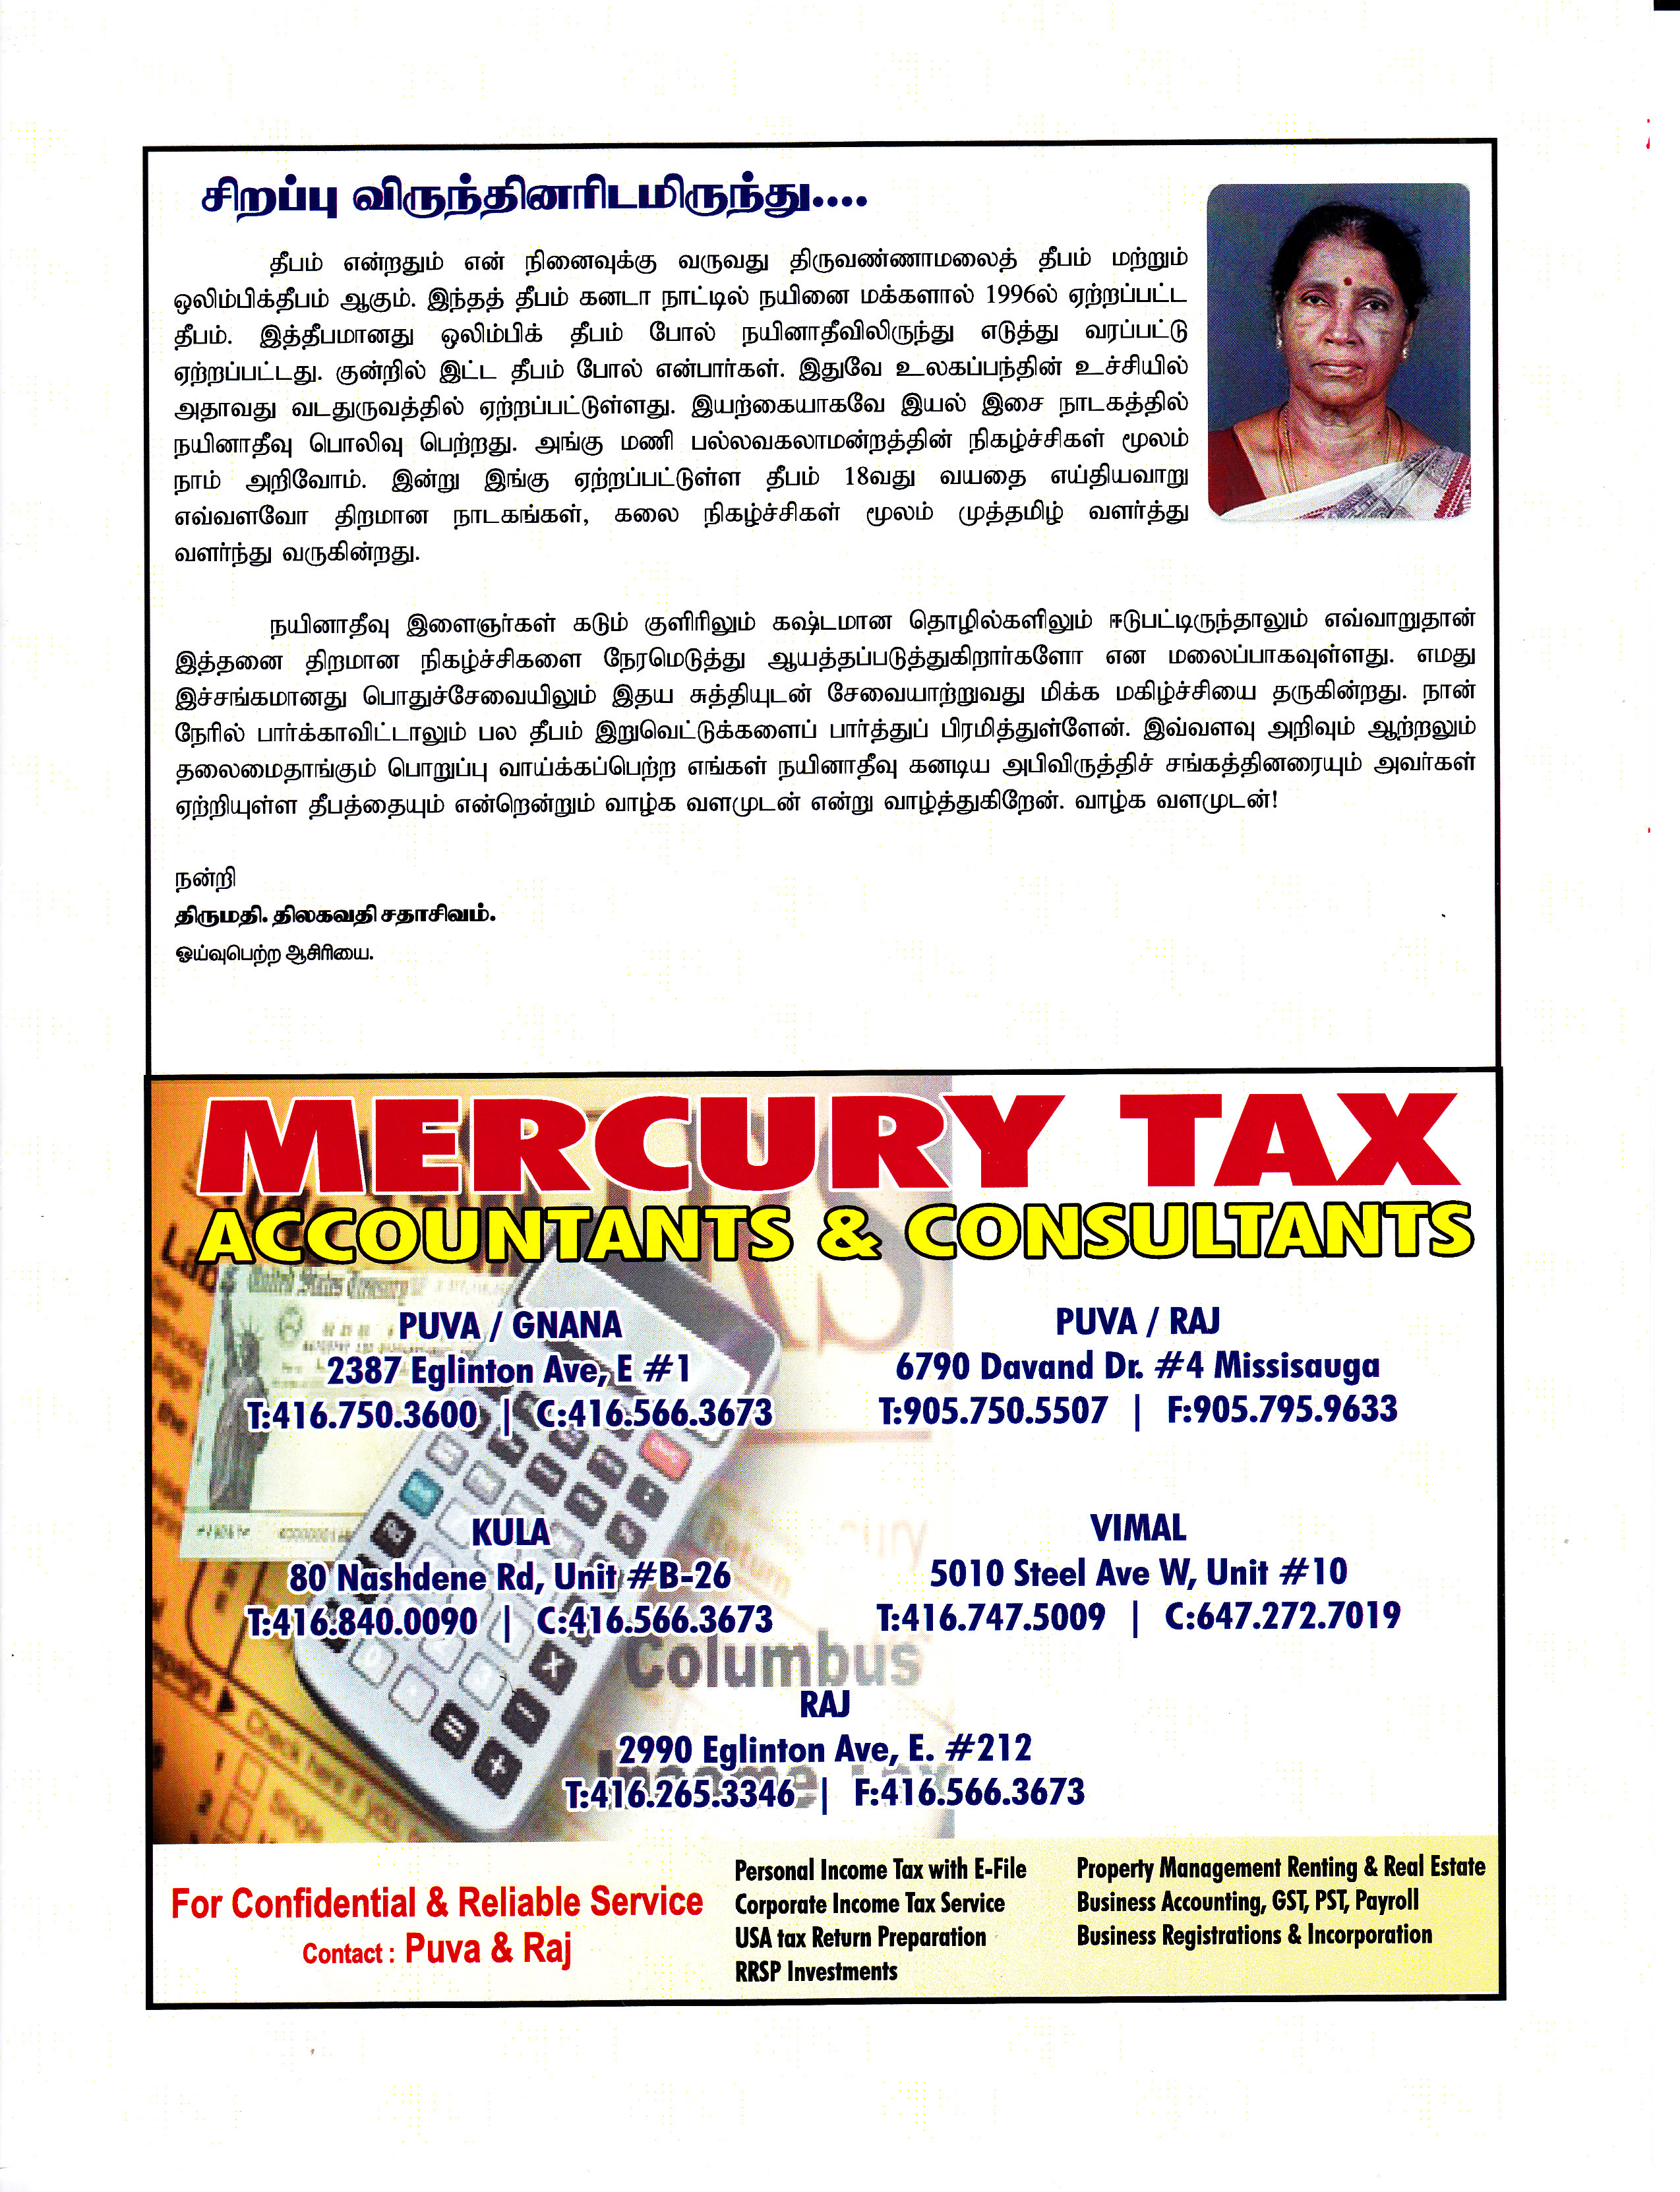 சிறப்பு விருந்தினரிடமிருந்து....
தீபம் என்றதும் என் நினைவுக்கு வருவது திருவண்ணாமலைத் தீபம் மற்றும்
ஒலிம்பிக்தீபம் ஆகும். இந்தத் தீபம் கனடா நாட்டில் நயினை மக்களால் 1996ல் ஏற்றப்பட்ட
தீபம். இத்தீபமானது ஒலிம்பிக் தீபம் போல் நயினாதீவிலிருந்து எடுத்து வரப்பட்டு
ஏற்றப்பட்டது. குன்றில் இட்ட தீபம் போல் என்பார்கள். இதுவே உலகப்பந்தின் உச்சியில்
அதாவது வடதுருவத்தில் ஏற்றப்பட்டுள்ளது. இயற்கையாகவே இயல் இசை நாடகத்தில்
நயினாதீவு பொலிவு பெற்றது. அங்கு மணி பல்லவகலாமன்றத்தின் நிகழ்ச்சிகள் மூலம்
நாம் அறிவோம். இன்று இங்கு ஏற்றப்பட்டுள்ள தீபம் 18வது வயதை எய்தியவாறு
எவ்வளவோ திறமான நாடகங்கள், கலை நிகழ்ச்சிகள் மூலம் முத்தமிழ் வளர்த்து
வளர்ந்து வருகின்றது.
நயினாதீவு இளைஞர்கள் கடும் குளிரிலும் கஷ்டமான தொழில்களிலும் ஈடுபட்டிருந்தாலும் எவ்வாறுதான்
இத்தனை திறமான நிகழ்ச்சிகளை நேரமெடுத்து ஆயத்தப்படுத்துகிறார்களோ என மலைப்பாகவுள்ளது. எமது
இச்சங்கமானது பொதுச்சேவையிலும் இதய சுத்தியுடன் சேவையாற்றுவது மிக்க மகிழ்ச்சியை தருகின்றது. நான்
நேரில் பார்க்காவிட்டாலும் பல தீபம் இறுவெட்டுக்களைப் பார்த்துப் பிரமித்துள்ளேன். இவ்வளவு அறிவும் ஆற்றலும்
தலைமைதாங்கும் பொறுப்பு வாய்க்கப்பெற்ற எங்கள் நயினாதீவு கனடிய அபிவிருத்திச் சங்கத்தினரையும் அவர்கள்
ஏற்றியுள்ள தீபத்தையும் என்றென்றும் வாழ்க வளமுடன் என்று வாழ்த்துகிறேன். வாழ்க வளமுடன்!
நன்றி
திருமதி. திலகவதி சதாசிவம்.
ஓய்வுபெற்ற ஆசிரியை.
MERCURY TAX
ACCOUNTANTS & CONSULTANTS
PUVA / GNANA
2387 Eglinton Ave, E #1
T:416.750.3600 | C:416.566.3673
PUVA / RAJ
6790 Davand Dr. #4 Missisauga
T:905.750.5507 | F:905.795.9633
KULA
80 Nashdene Rd, Unit #B-26
T:416.840.0090 | C:416.566.3673
VIMAL
5010 Steel Ave W, Unit #10
T:416.747.5009 | C:647.272.7019
Columbus
RAJ
2990 Eglinton Ave, E. #212
T:416.265.3346 | F:416.566.3673
For Confidential & Reliable Service
Contact : Puva & Raj
Personal Income Tax with E-File
Corporate Income Tax Service
USA tax Return Preparation
RRSP Investments
Property Management Renting & Real Estate
Business Accounting, GST, PST, Payroll
Business Registrations & Incorporation